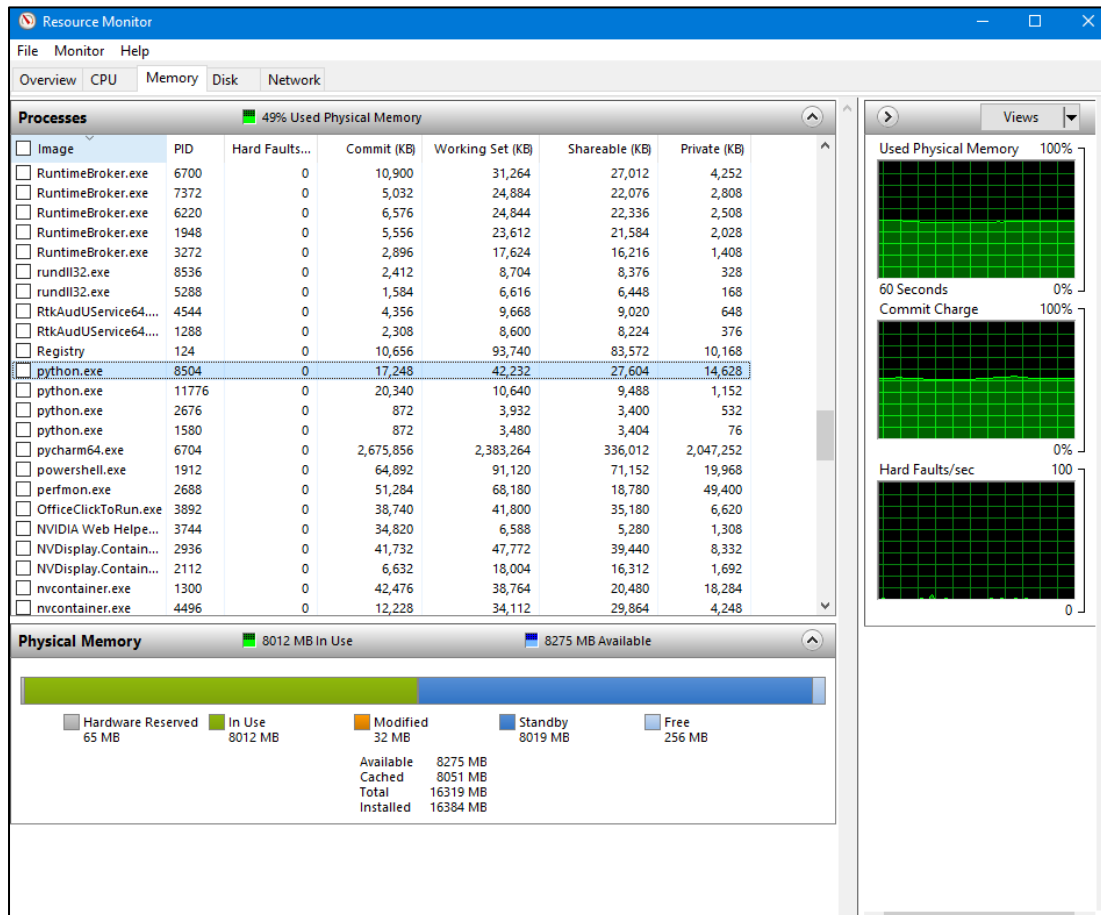 Resource Monitor
File Monitor Help
Overview CPU Memory Disk Network
Processes 49% Used Physical Memory
Image PID Hard Faults... Commit (KB) Working Set (KB) Shareable (KB) Private (KB)
RuntimeBroker.exe 6700 0 10,900 31,264 27,012 4,252
RuntimeBroker.exe 7372 0 5,032 24,884 22,076 2,808
RuntimeBroker.exe 6220 0 6,576 24,844 22,336 2,508
RuntimeBroker.exe 1948 0 5,556 23,612 21,584 2,028
RuntimeBroker.exe 3272 0 2,896 17,624 16,216 1,408
rundll32.exe 8536 0 2,412 8,704 8,376 328
rundll32.exe 5288 0 1,584 6,616 6,448 168
RtkAudUService64.... 4544 0 4,356 9,668 9,020 648
RtkAudUService64.... 1288 0 2,308 8,600 8,224 376
Registry 124 0 10,656 93,740 83,572 10,168
python.exe 8504 0 17,248 42,232 27,604 14,628
python.exe 11776 0 20,340 10,640 9,488 1,152
python.exe 2676 0 872 3,932 3,400 532
python.exe 1580 0 872 3,480 3,404 76
pycharm64.exe 6704 0 2,675,856 2,383,264 336,012 2,047,252
powershell.exe 1912 0 64,892 91,120 71,152 19,968
perfmon.exe 2688 0 51,284 68,180 18,780 49,400
OfficeClickToRun.exe 3892 0 38,740 41,800 35,180 6,620
NVIDIA Web Helpe... 3744 0 34,820 6,588 5,280 1,308
NVDisplay.Contain... 2936 0 41,732 47,772 39,440 8,332
NVDisplay.Contain... 2112 0 6,632 18,004 16,312 1,692
nvcontainer.exe 1300 0 42,476 38,764 20,480 18,284
nvcontainer.exe 4496 0 12,228 34,112 29,864 4,248
Physical Memory 8012 MB In Use 8275 MB Available
Hardware Reserved In Use Modified Standby Free
65 MB 8012 MB 32 MB 8019 MB 256 MB
Available 8275 MB
Cached 8051 MB
Total 16319 MB
Installed 16384 MB
Views
Used Physical Memory 100%
60 Seconds 0%
Commit Charge 100%
0%
Hard Faults/sec 100
0